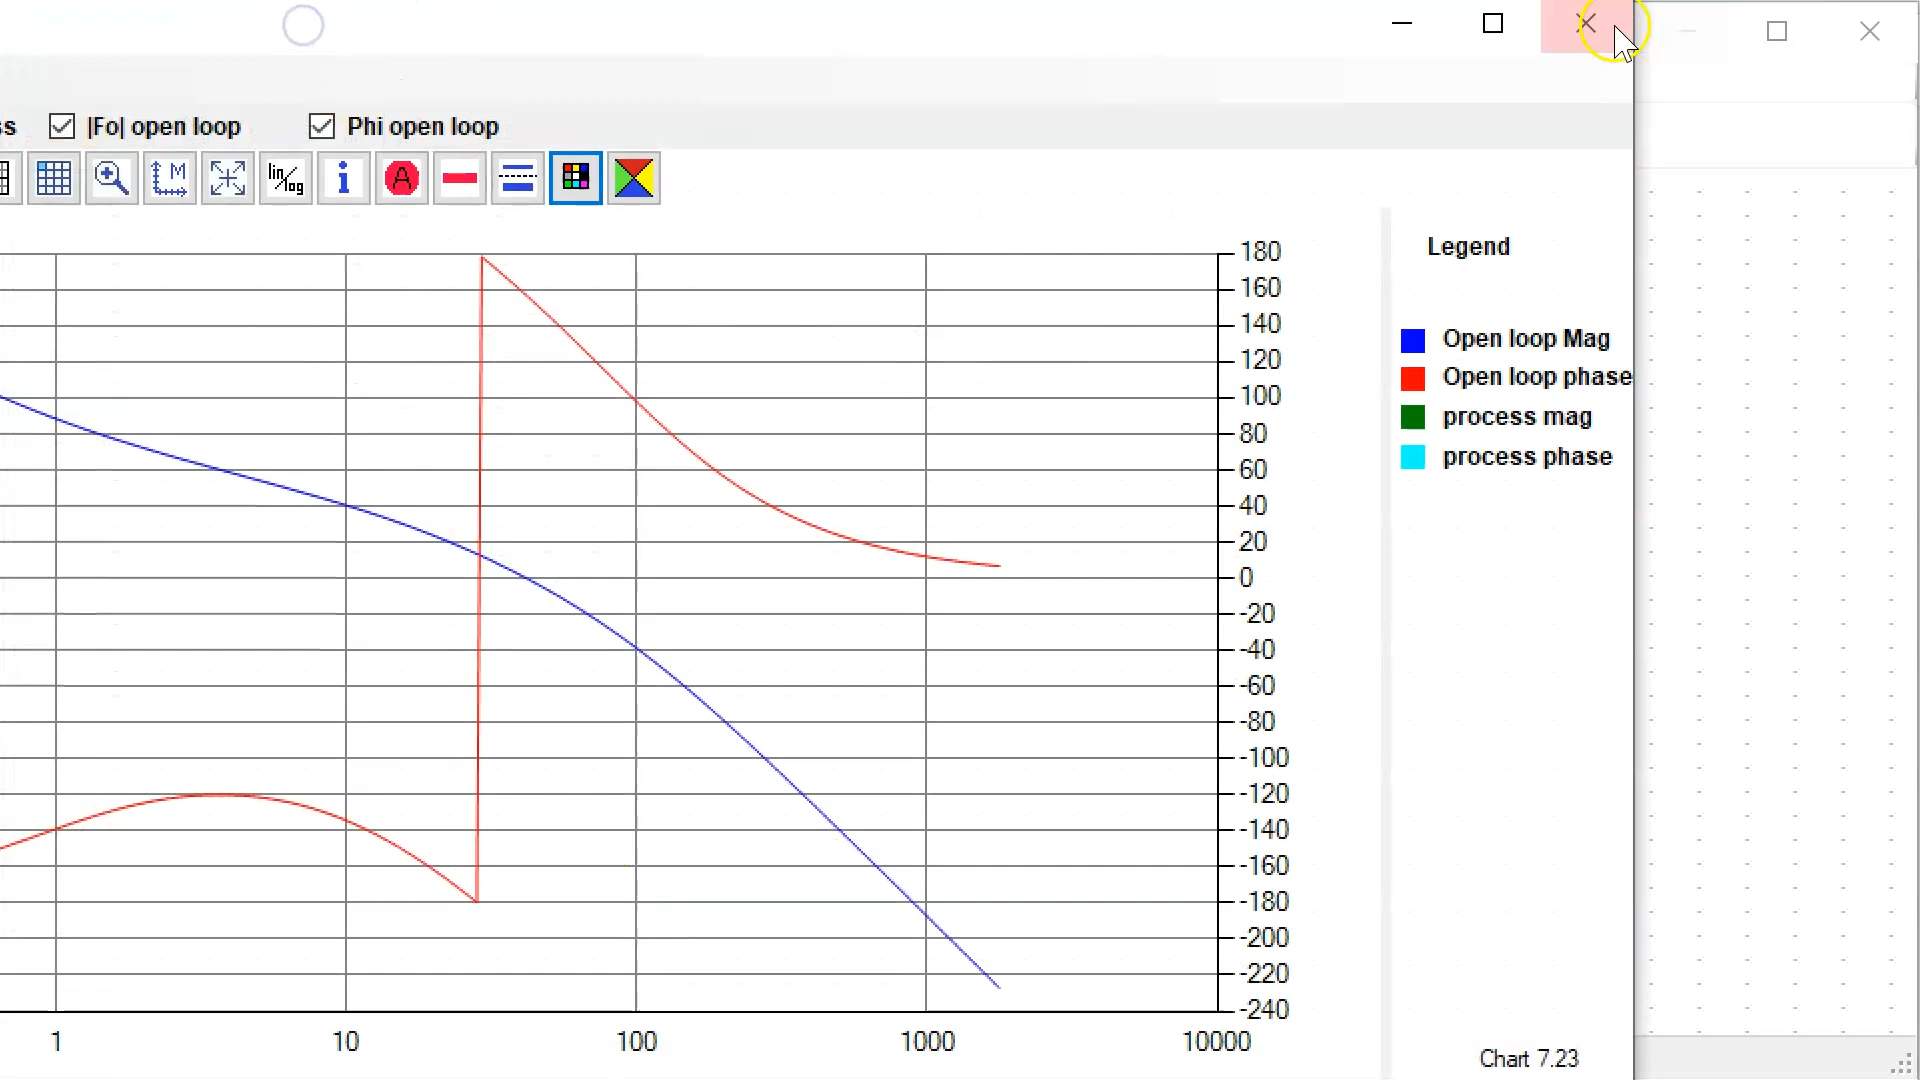 s
|Fo| open loop
Phi open loop
M
lin/log
i
A
Legend
Open loop Mag
Open loop phase
process mag
process phase
180
160
140
120
100
80
60
40
20
0
-20
-40
-60
-80
-100
-120
-140
-160
-180
-200
-220
-240
1 10 100 1000 10000
Chart 7.23